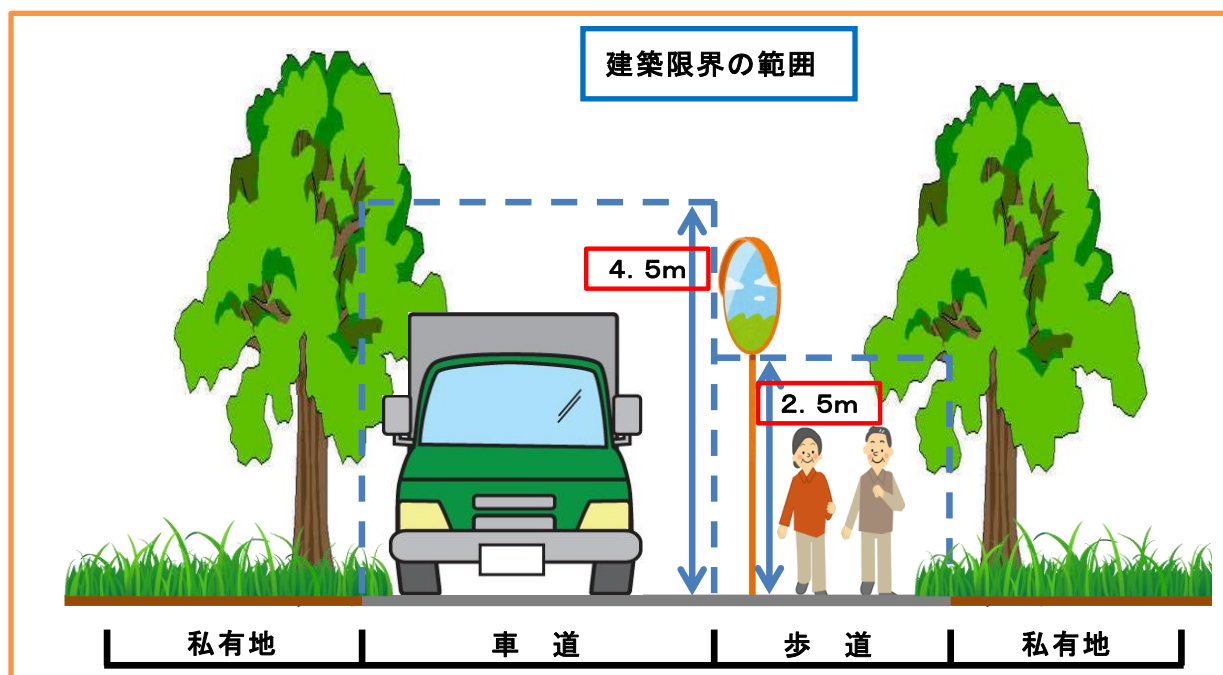 建築限界の範囲
4．5m
2．5m
私有地
車　道
歩　道
私有地